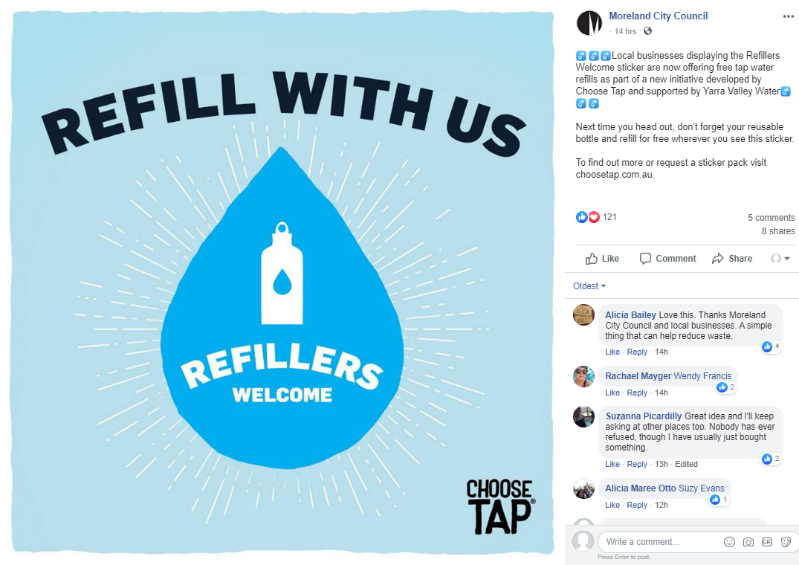 REFILL WITH US
REFILLERS
WELCOME
CHOOSE
TAP®
Moreland City Council
· 14 hrs ·
Local businesses displaying the Refillers
Welcome sticker are now offering free tap water
refills as part of a new initiative developed by
Choose Tap and supported by Yarra Valley Water
Next time you head out, don't forget your reusable
bottle and refill for free wherever you see this sticker.
To find out more or request a sticker pack visit
choosetap.com.au.
121
5 comments
8 shares
Like Comment Share
Oldest
Alicia Bailey Love this. Thanks Moreland
City Council and local businesses. A simple
thing that can help reduce waste.
4
Like · Reply · 14h
Rachael Mayger Wendy Francis
2
Like · Reply · 14h
Suzanna Picardilly Great idea and I'll keep
asking at other places too. Nobody has ever
refused, though I have usually just bought
something.
2
Like · Reply · 13h · Edited
Alicia Maree Otto Suzy Evans
1
Like · Reply · 12h
Write a comment...
GIF
Press Enter to post.